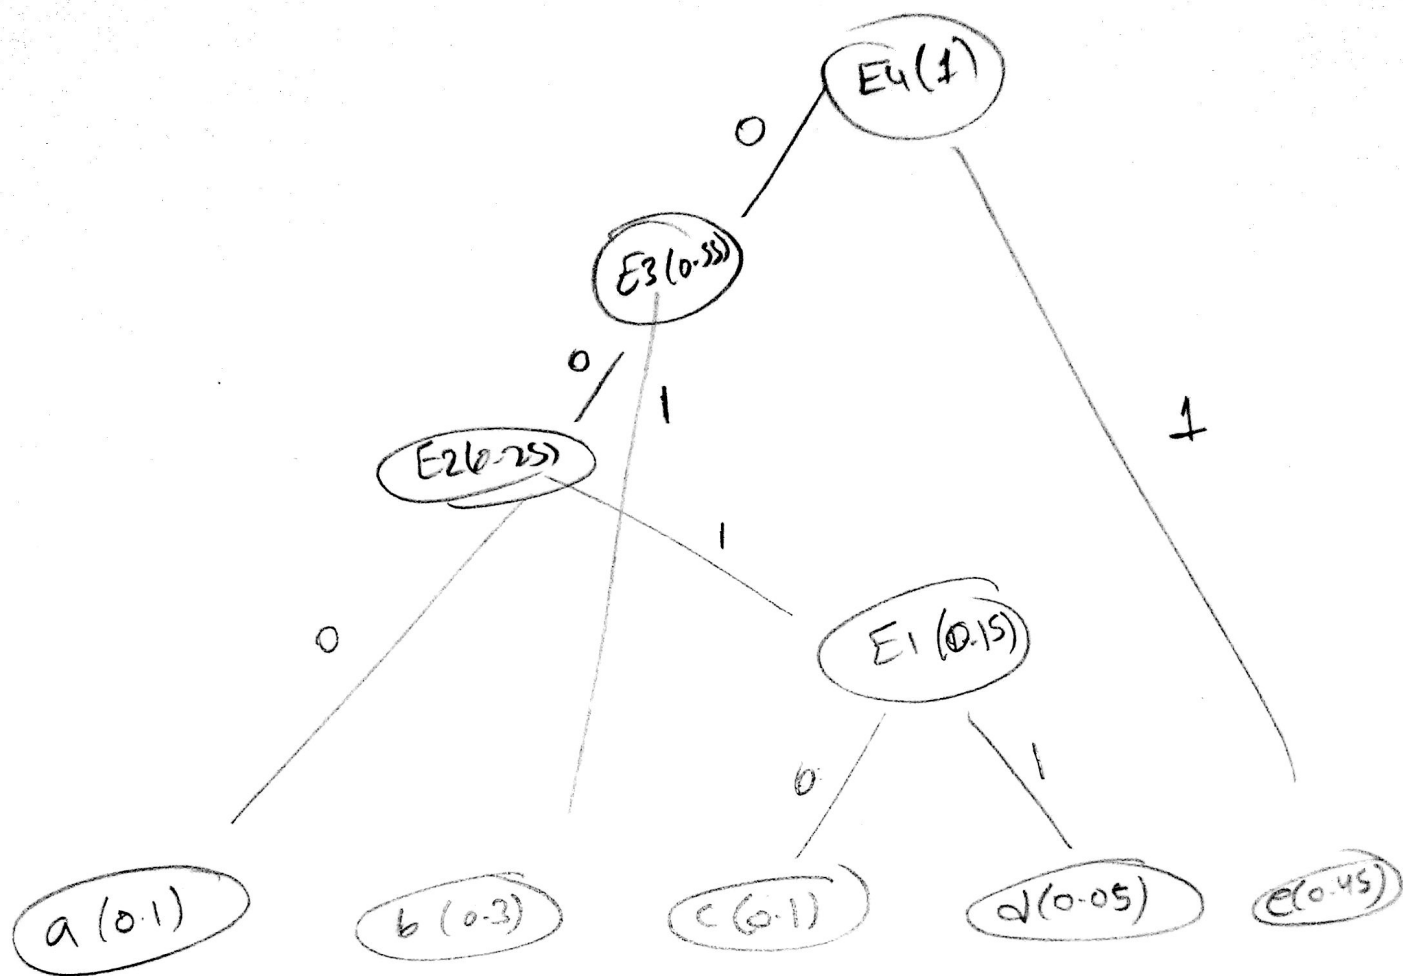 E4(1)
0
E3(0.55)
0
1
1
E2(0.25)
1
0
E1(0.15)
0
1
a(0.1)
b(0.3)
c(0.1)
d(0.05)
e(0.45)